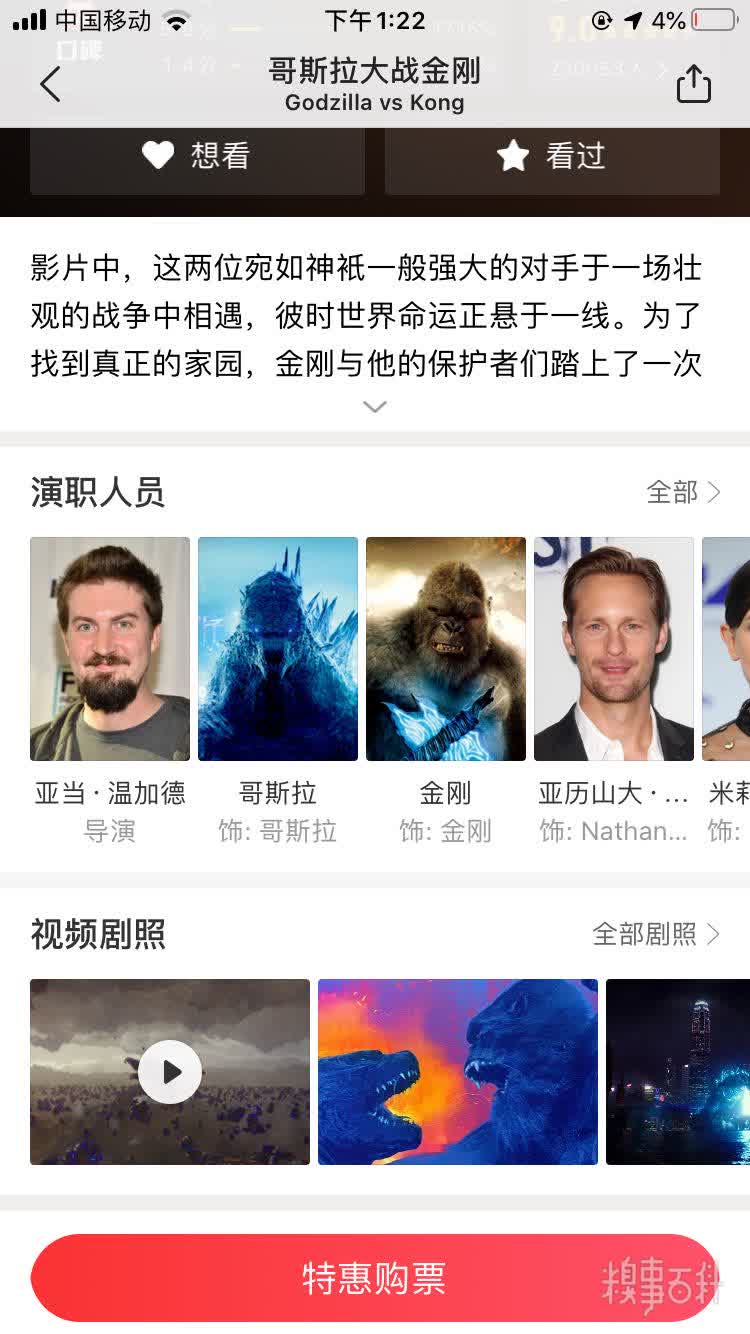 中国移动
下午1:22
4%
口碑
9.0
哥斯拉大战金刚
Godzilla vs Kong
想看
看过
影片中，这两位宛如神祇一般强大的对手于一场壮
观的战争中相遇，彼时世界命运正悬于一线。为了
找到真正的家园，金刚与他的保护者们踏上了一次
演职人员
全部
亚当·温加德
哥斯拉
金刚
亚历山大·...
米莉
导演
饰: 哥斯拉
饰: 金刚
饰: Nathan...
饰:
视频剧照
全部剧照
特惠购票
糗事百科